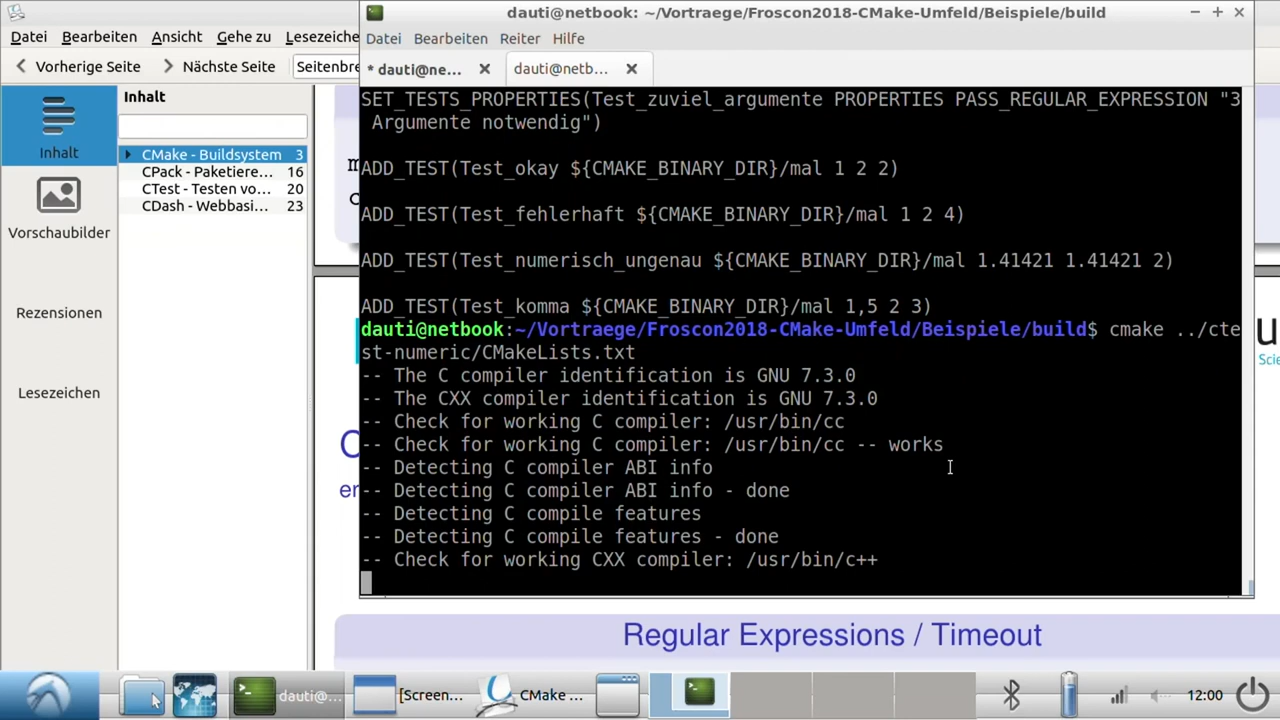 dauti@netbook: ~/Vortraege/Froscon2018-CMake-Umfeld/Beispiele/build
Datei Bearbeiten Ansicht Gehe zu Lesezeiche
Datei Bearbeiten Reiter Hilfe
Vorherige Seite Nächste Seite Seitenbre
* dauti@ne... dauti@netb...
Inhalt
Inhalt
CMake - Buildsystem 3
CPack - Paketiere... 16
CTest - Testen vo... 20
CDash - Webbasi... 23
Vorschaubilder
Rezensionen
Lesezeichen
SET_TESTS_PROPERTIES(Test_zuviel_argumente PROPERTIES PASS_REGULAR_EXPRESSION "3
Argumente notwendig")
ADD_TEST(Test_okay ${CMAKE_BINARY_DIR}/mal 1 2 2)
ADD_TEST(Test_fehlerhaft ${CMAKE_BINARY_DIR}/mal 1 2 4)
ADD_TEST(Test_numerisch_ungenau ${CMAKE_BINARY_DIR}/mal 1.41421 1.41421 2)
ADD_TEST(Test_komma ${CMAKE_BINARY_DIR}/mal 1,5 2 3)
dauti@netbook:~/Vortraege/Froscon2018-CMake-Umfeld/Beispiele/build$ cmake ../cte
st-numeric/CMakeLists.txt
-- The C compiler identification is GNU 7.3.0
-- The CXX compiler identification is GNU 7.3.0
-- Check for working C compiler: /usr/bin/cc
-- Check for working C compiler: /usr/bin/cc -- works
-- Detecting C compiler ABI info
-- Detecting C compiler ABI info - done
-- Detecting C compile features
-- Detecting C compile features - done
-- Check for working CXX compiler: /usr/bin/c++
Regular Expressions / Timeout
dauti@... [Screen... CMake ... 12:00